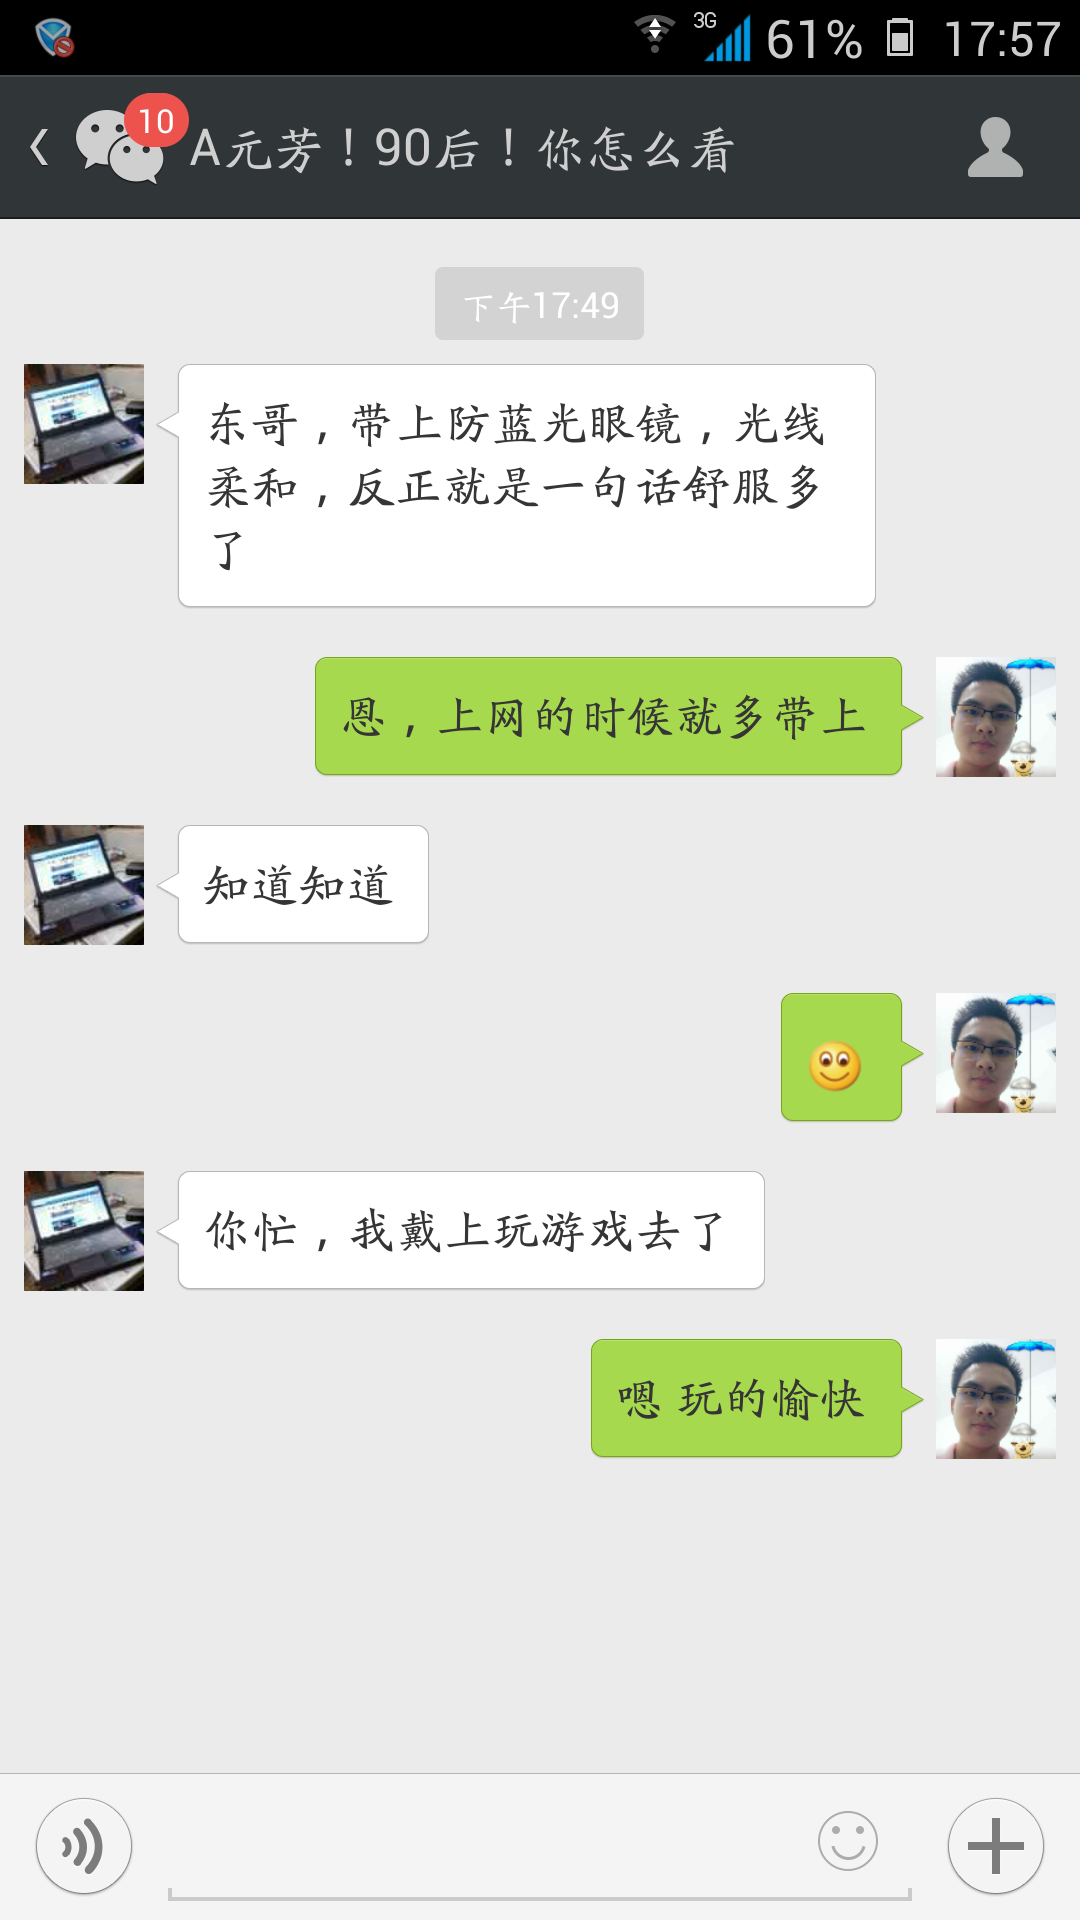 3G 61% 17:57
10 A元芳！90后！你怎么看
下午17:49
东哥，带上防蓝光眼镜，光线
柔和，反正就是一句话舒服多
了
恩，上网的时候就多带上
知道知道
你忙，我戴上玩游戏去了
嗯 玩的愉快